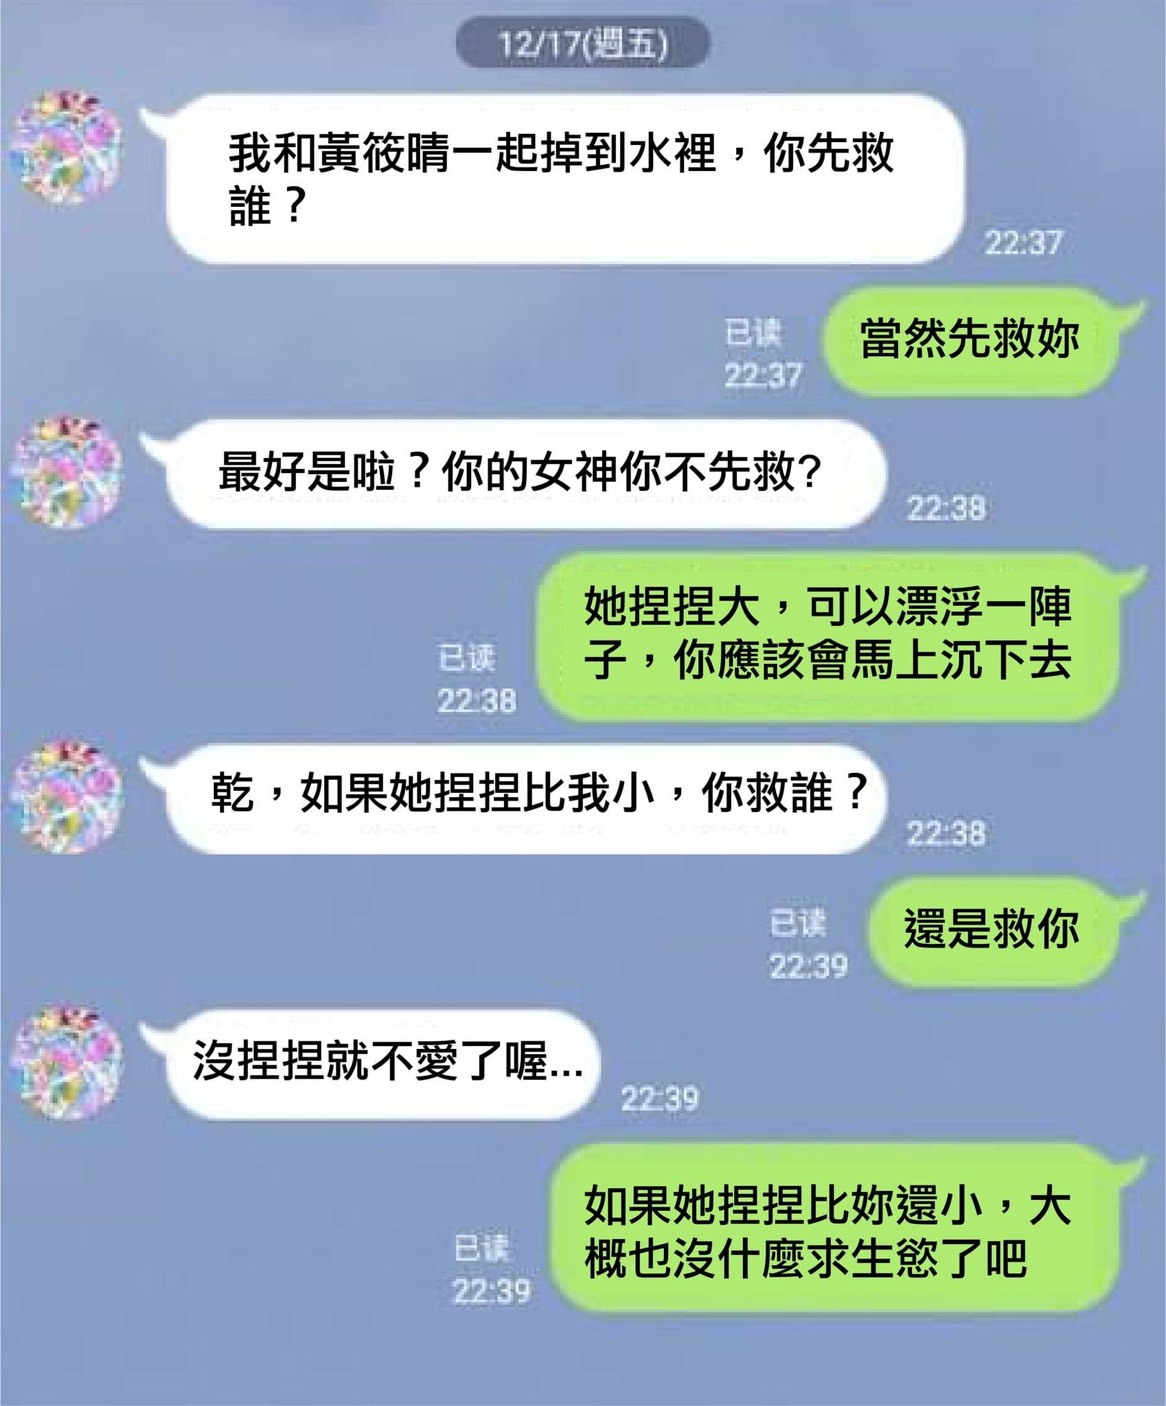 12/17(週五)
我和黃筱晴一起掉到水裡，你先救
誰？
22:37
當然先救妳
已读
22:37
最好是啦？你的女神你不先救?
22:38
她捏捏大，可以漂浮一陣
子，你應該會馬上沉下去
已读
22:38
乾，如果她捏捏比我小，你救誰？
22:38
還是救你
已读
22:39
沒捏捏就不愛了喔...
22:39
如果她捏捏比妳還小，大
概也沒什麼求生慾了吧
已读
22:39